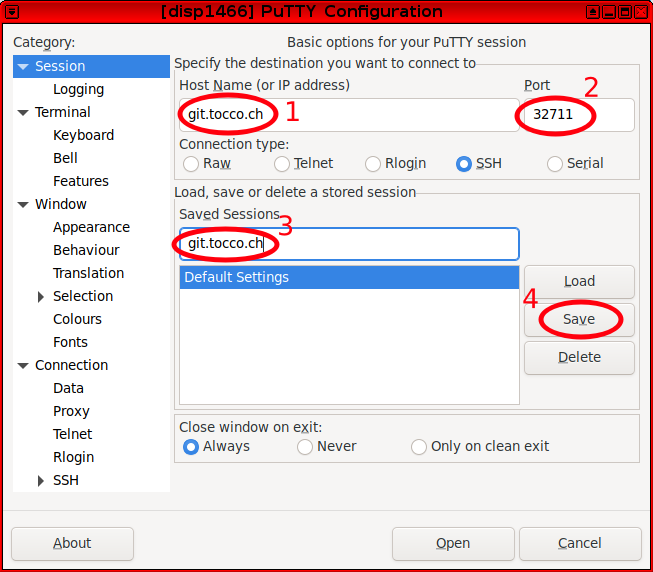 [disp1466] PuTTY Configuration
Category:
Session
Logging
Terminal
Keyboard
Bell
Features
Window
Appearance
Behaviour
Translation
Selection
Colours
Fonts
Connection
Data
Proxy
Telnet
Rlogin
SSH
Basic options for your PuTTY session
Specify the destination you want to connect to
Host Name (or IP address) Port 2
git.tocco.ch 1 32711
Connection type:
Raw Telnet Rlogin SSH Serial
Load, save or delete a stored session
Saved Sessions 3
git.tocco.ch
Default Settings
Load
4 Save
Delete
Close window on exit:
Always Never Only on clean exit
About Open Cancel